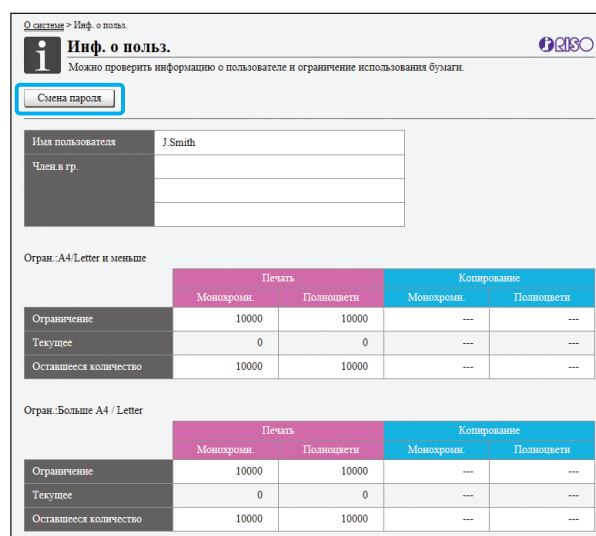 О системе > Инф. о польз.
i Инф. о польз. RISO
Можно проверить информацию о пользователе и ограничение использования бумаги.
Смена пароля
Имя пользователя J.Smith
Член.в гр.
Огран.:A4/Letter и меньше
Печать Копирование
Монохромн. Полноцветн Монохромн. Полноцветн
Ограничение 10000 10000 --- ---
Текущее 0 0 --- ---
Оставшееся количество 10000 10000 --- ---
Огран.:Больше A4 / Letter
Печать Копирование
Монохромн. Полноцветн Монохромн. Полноцветн
Ограничение 10000 10000 --- ---
Текущее 0 0 --- ---
Оставшееся количество 10000 10000 --- ---